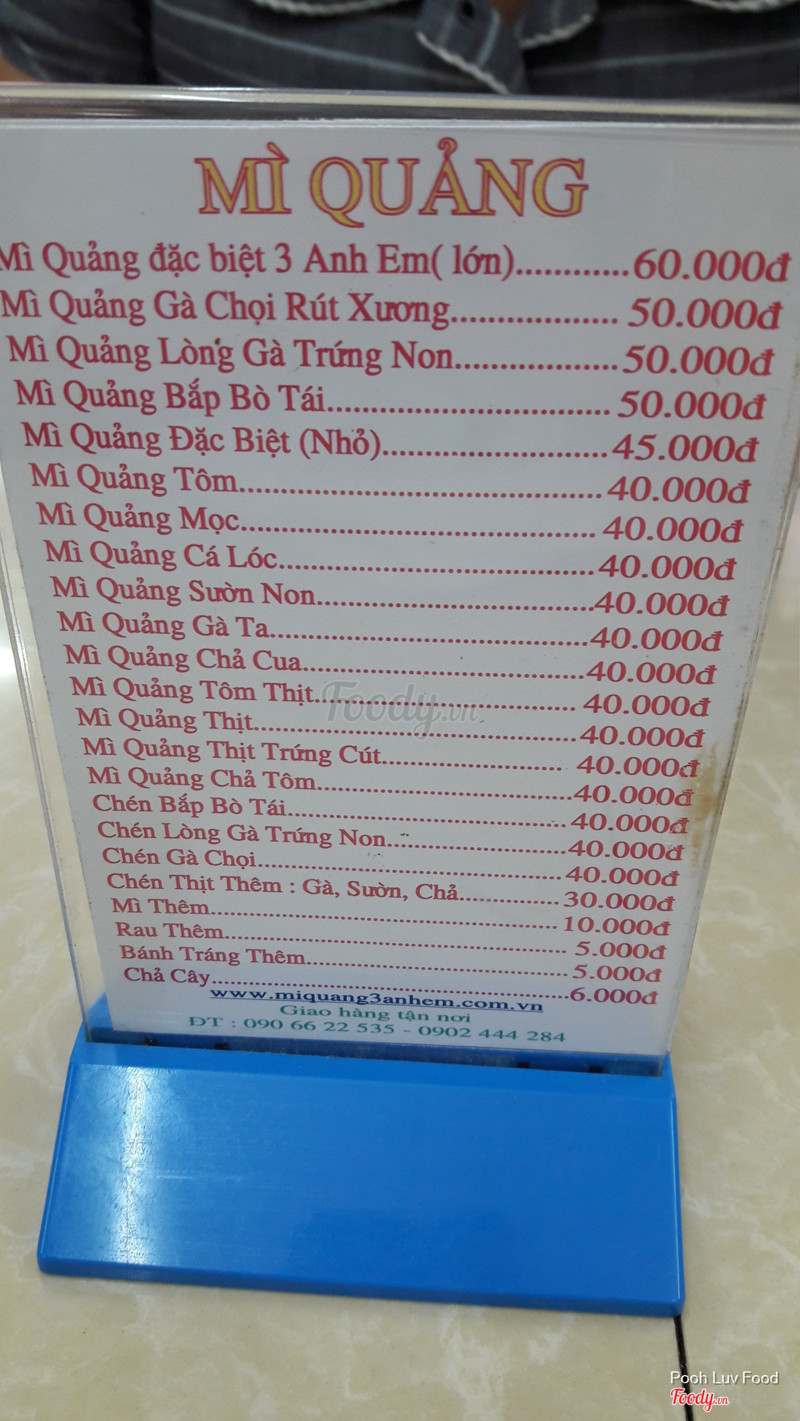 MÌ QUẢNG
Mì Quảng đặc biệt 3 Anh Em( lớn)............60.000đ
Mì Quảng Gà Chọi Rút Xương.................. 50.000đ
Mì Quảng Lòng Gà Trứng Non..................50.000đ
Mì Quảng Bắp Bò Tái............................... 50.000đ
Mì Quảng Đặc Biệt (Nhỏ)..........................45.000đ
Mì Quảng Tôm..........................................40.000đ
Mì Quảng Mọc......................................... 40.000đ
Mì Quảng Cá Lóc.....................................40.000đ
Mì Quảng Sườn Non.................................40.000đ
Mì Quảng Gà Ta.......................................40.000đ
Mì Quảng Chả Cua...................................40.000đ
Mì Quảng Tôm Thịt................................. 40.000đ
Mì Quảng Thịt..........................................40.000đ
Mì Quảng Thịt Trứng Cút......................... 40.000đ
Mì Quảng Chả Tôm..................................40.000đ
Chén Bắp Bò Tái...................................... 40.000đ
Chén Lòng Gà Trứng Non.........................40.000đ
Chén Gà Chọi...........................................40.000đ
Chén Thịt Thêm : Gà, Sườn, Chả..............30.000đ
Mì Thêm..................................................10.000đ
Rau Thêm................................................ 5.000đ
Bánh Tráng Thêm.....................................5.000đ
Chả Cây...................................................6.000đ
www.miquang3anhem.com.vn
Giao hàng tận nơi
ĐT : 090 66 22 535 - 0902 444 284
Foody.vn
Pooh Luv Food
Foody.vn